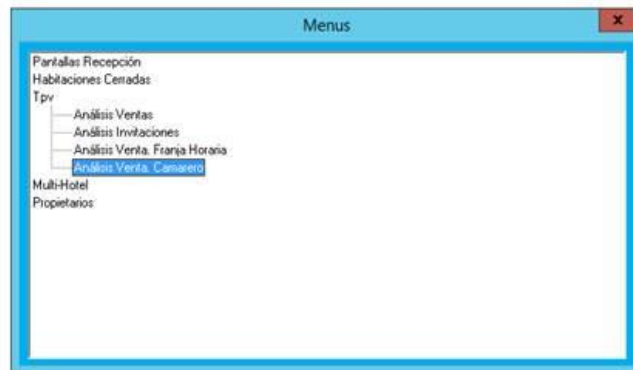 Menus
x
Pantallas Recepción
Habitaciones Cerradas
Tpv
Análisis Ventas
Análisis Invitaciones
Análisis Venta. Franja Horaria
Análisis Venta. Camarero
Multi-Hotel
Propietarios